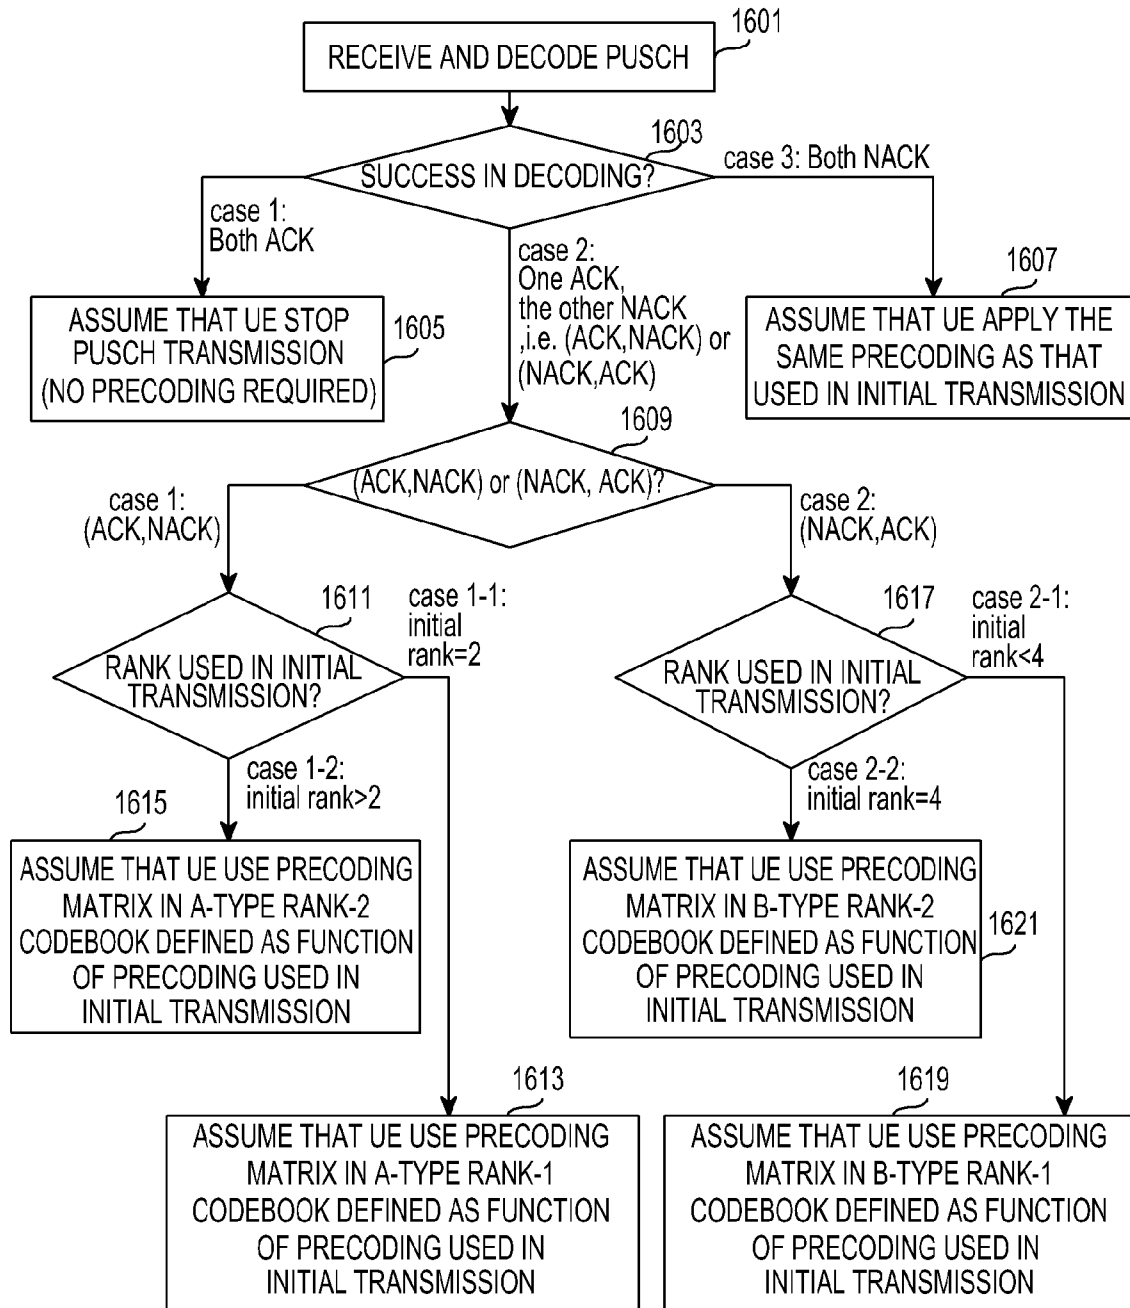 1601
RECEIVE AND DECODE PUSCH
1603
SUCCESS IN DECODING?
case 3: Both NACK
case 1:
Both ACK
case 2:
One ACK,
the other NACK
,i.e. (ACK,NACK) or
(NACK,ACK)
1605
ASSUME THAT UE STOP
PUSCH TRANSMISSION
(NO PRECODING REQUIRED)
1607
ASSUME THAT UE APPLY THE
SAME PRECODING AS THAT
USED IN INITIAL TRANSMISSION
1609
(ACK,NACK) or (NACK, ACK)?
case 1:
(ACK,NACK)
case 2:
(NACK,ACK)
1611
RANK USED IN INITIAL
TRANSMISSION?
case 1-1:
initial
rank=2
1617
RANK USED IN INITIAL
TRANSMISSION?
case 2-1:
initial
rank<4
case 1-2:
initial rank>2
case 2-2:
initial rank=4
1615
ASSUME THAT UE USE PRECODING
MATRIX IN A-TYPE RANK-2
CODEBOOK DEFINED AS FUNCTION
OF PRECODING USED IN
INITIAL TRANSMISSION
ASSUME THAT UE USE PRECODING
MATRIX IN B-TYPE RANK-2
CODEBOOK DEFINED AS FUNCTION
OF PRECODING USED IN
INITIAL TRANSMISSION
1621
1613
ASSUME THAT UE USE PRECODING
MATRIX IN A-TYPE RANK-1
CODEBOOK DEFINED AS FUNCTION
OF PRECODING USED IN
INITIAL TRANSMISSION
1619
ASSUME THAT UE USE PRECODING
MATRIX IN B-TYPE RANK-1
CODEBOOK DEFINED AS FUNCTION
OF PRECODING USED IN
INITIAL TRANSMISSION